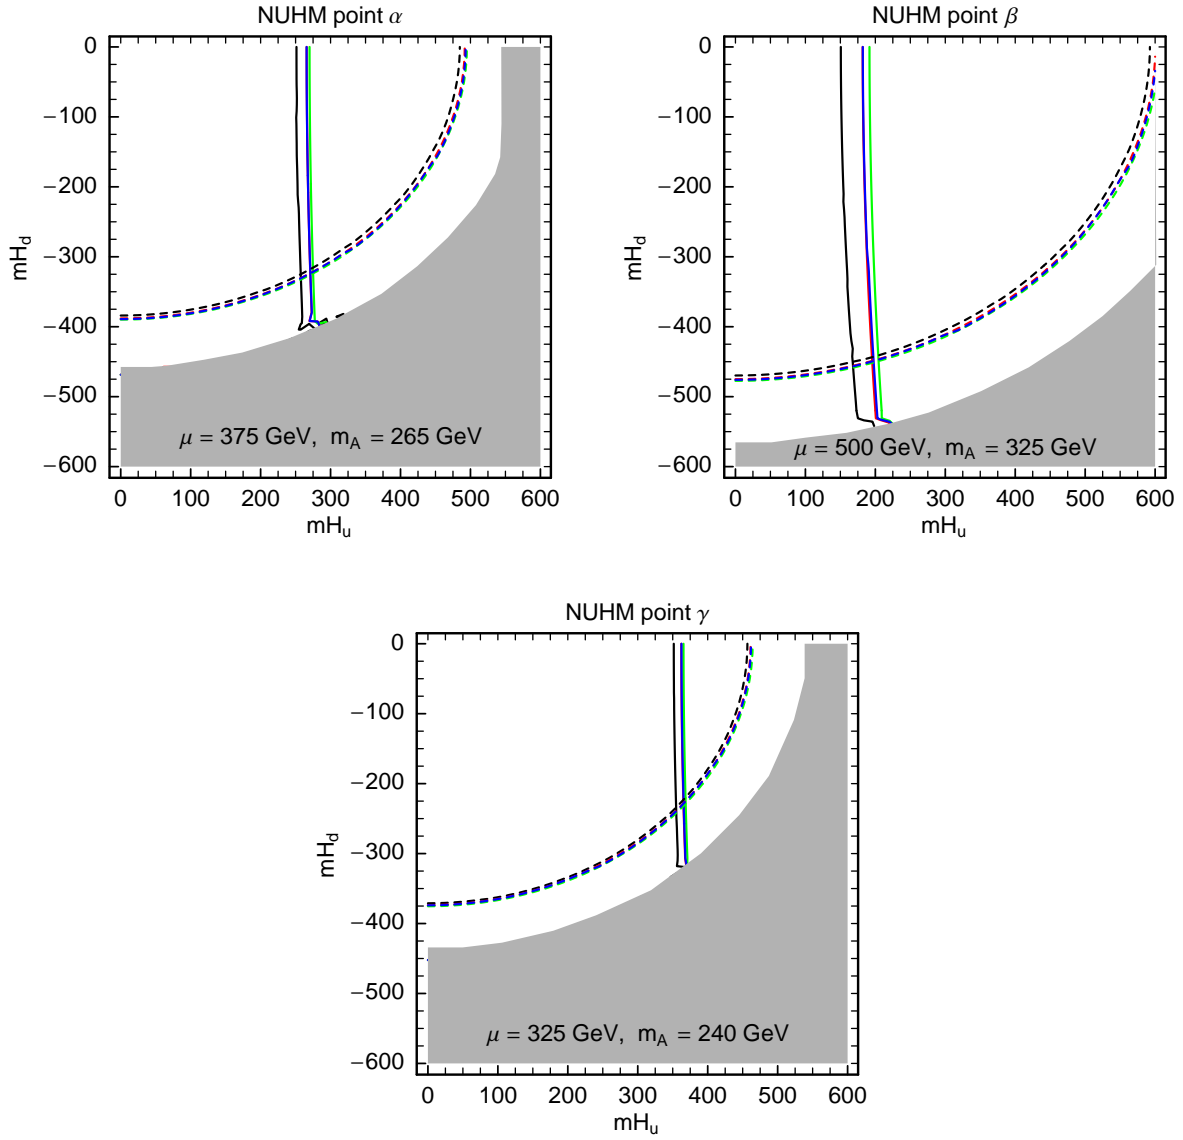 NUHM point α
0
−100
−200
−300
−400
−500
−600
mH_d
μ = 375 GeV, m_A = 265 GeV
0 100 200 300 400 500 600
mH_u
NUHM point β
0
−100
−200
−300
−400
−500
−600
mH_d
μ = 500 GeV, m_A = 325 GeV
0 100 200 300 400 500 600
mH_u
NUHM point γ
0
−100
−200
−300
−400
−500
−600
mH_d
μ = 325 GeV, m_A = 240 GeV
0 100 200 300 400 500 600
mH_u